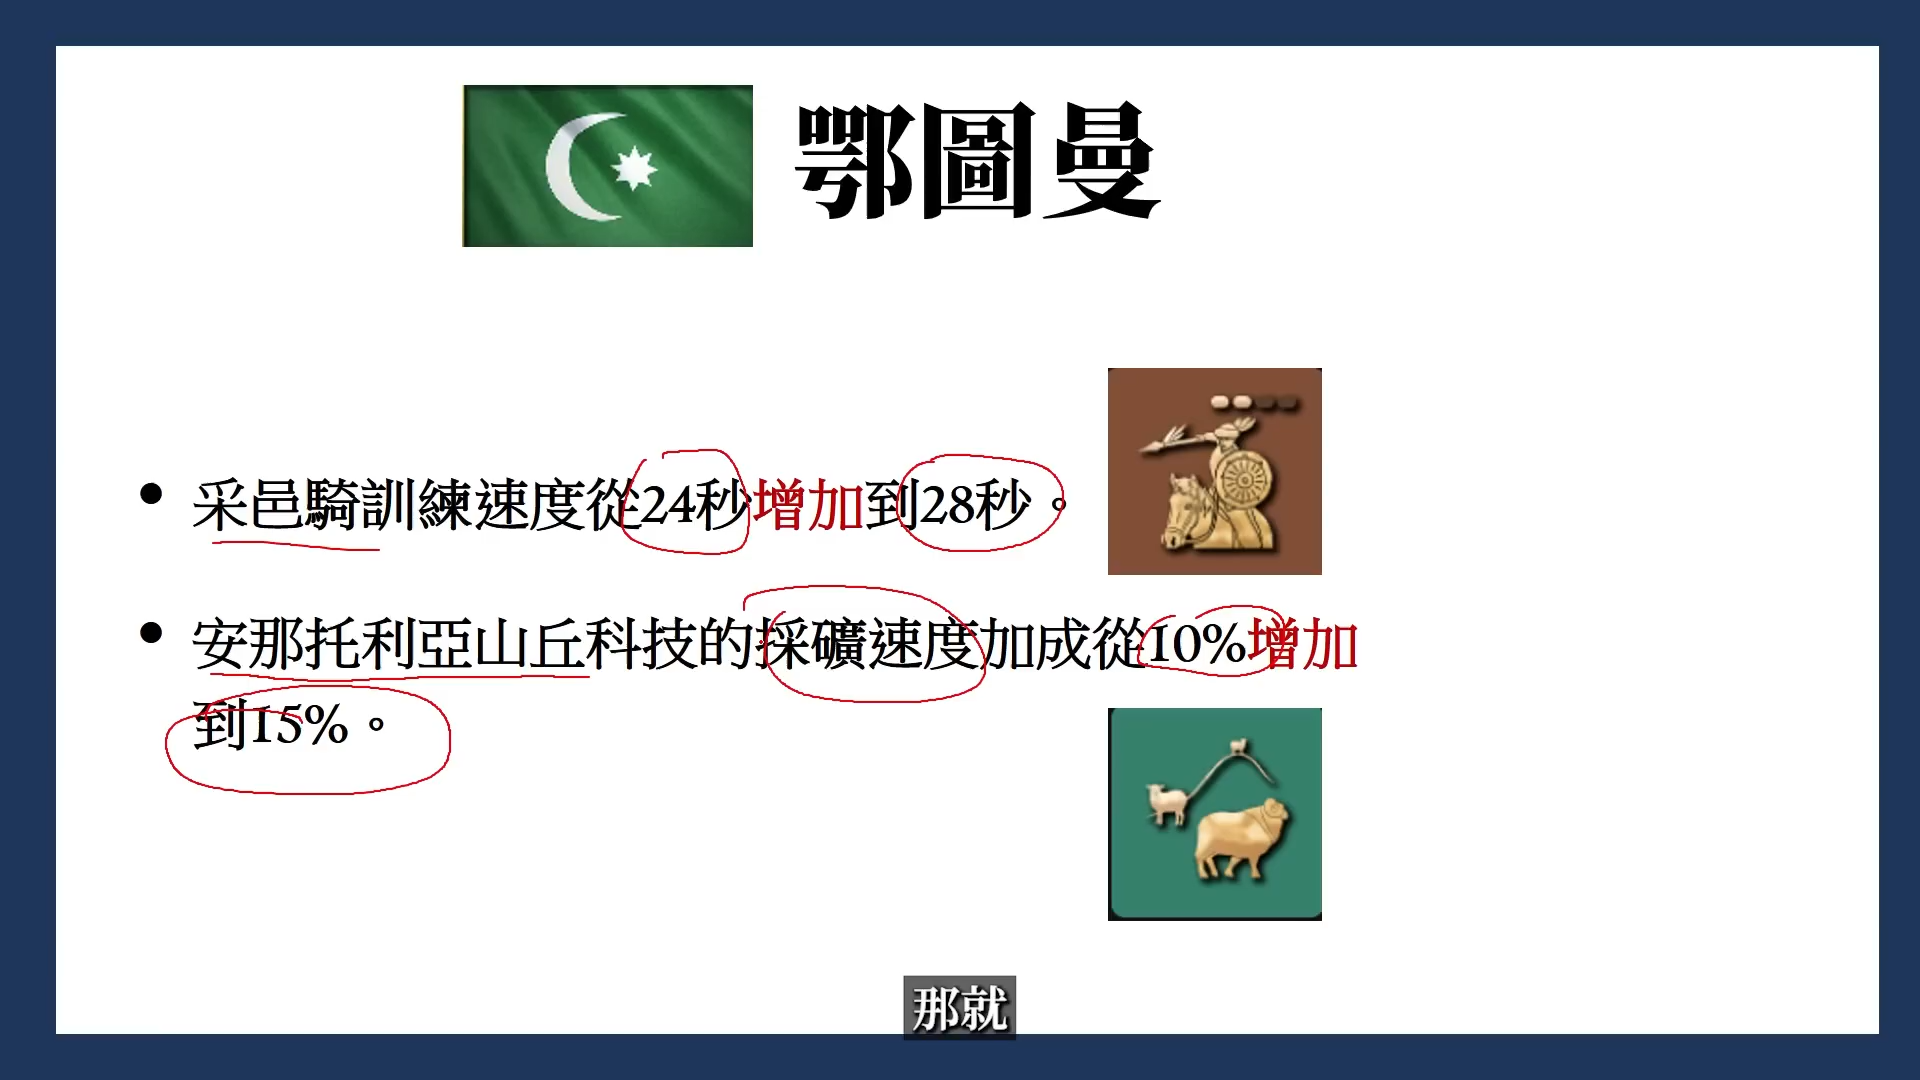 鄂圖曼
• 采邑騎訓練速度從24秒增加到28秒。
• 安那托利亞山丘科技的採礦速度加成從10%增加
到15%。
那就